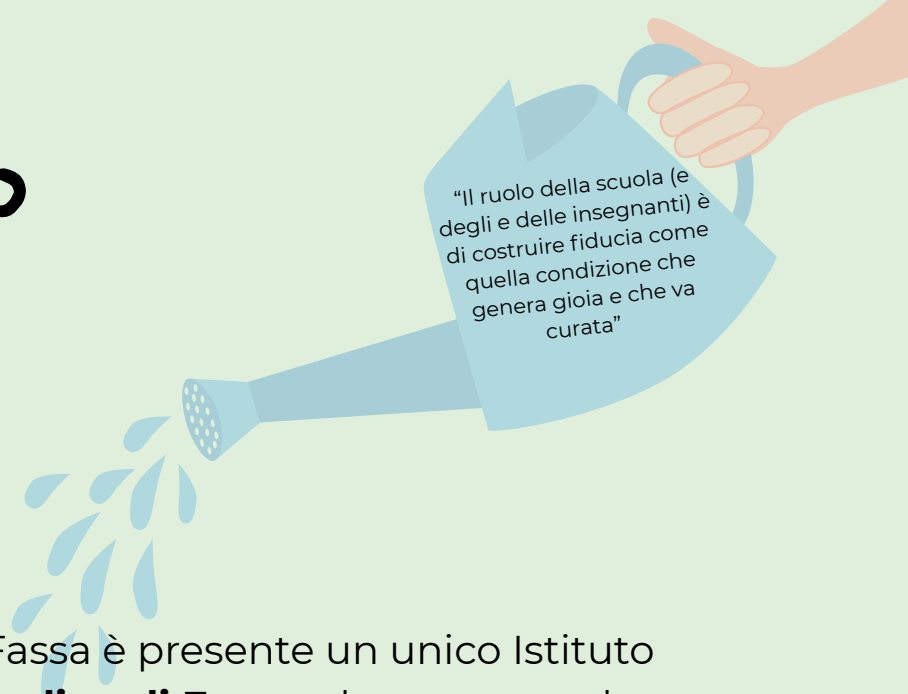 “Il ruolo della scuola (e
degli e delle insegnanti) è
di costruire fiducia come
quella condizione che
genera gioia e che va
curata”
Fassa è presente un unico Istituto